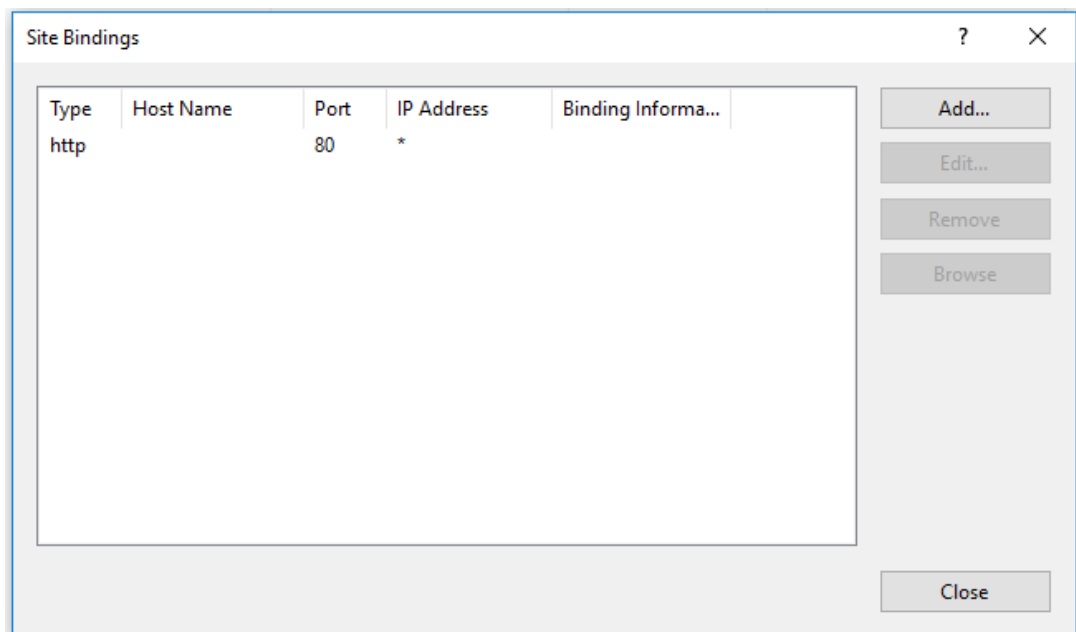 Site Bindings ?
Type Host Name Port IP Address Binding Informa...
http 80 *
Add...
Edit...
Remove
Browse
Close